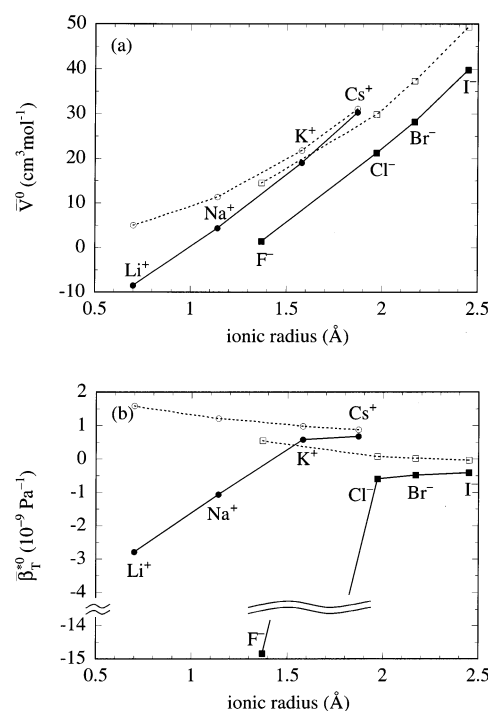 50
40
30
20
10
0
-10
V̄⁰ (cm³mol⁻¹)
(a)
Li⁺
Na⁺
K⁺
Cs⁺
F⁻
Cl⁻
Br⁻
I⁻
0.5 1 1.5 2 2.5
ionic radius (Å)
2
1
0
-1
-2
-3
-4
-14
-15
β̄*⁰_T (10⁻⁹ Pa⁻¹)
(b)
Li⁺
Na⁺
K⁺
Cs⁺
F⁻
Cl⁻
Br⁻
I⁻
0.5 1 1.5 2 2.5
ionic radius (Å)